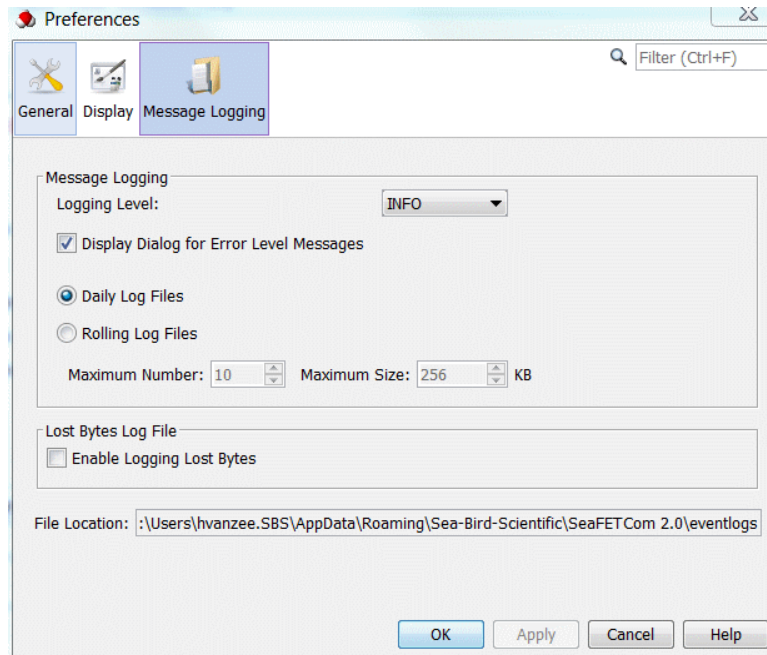 Preferences
Filter (Ctrl+F)
General Display Message Logging
Message Logging
Logging Level: INFO
Display Dialog for Error Level Messages
Daily Log Files
Rolling Log Files
Maximum Number: 10 Maximum Size: 256 KB
Lost Bytes Log File
Enable Logging Lost Bytes
File Location: :\Users\hvanzee.SBS\AppData\Roaming\Sea-Bird-Scientific\SeaFETCom 2.0\eventlogs
OK Apply Cancel Help